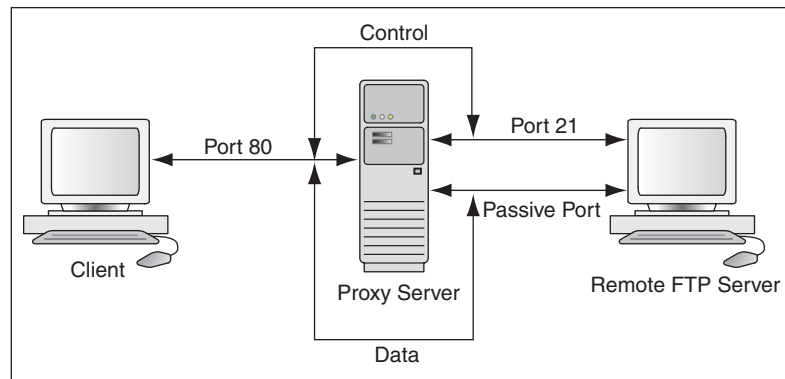 Control
Port 80
Port 21
Passive Port
Client
Proxy Server
Remote FTP Server
Data